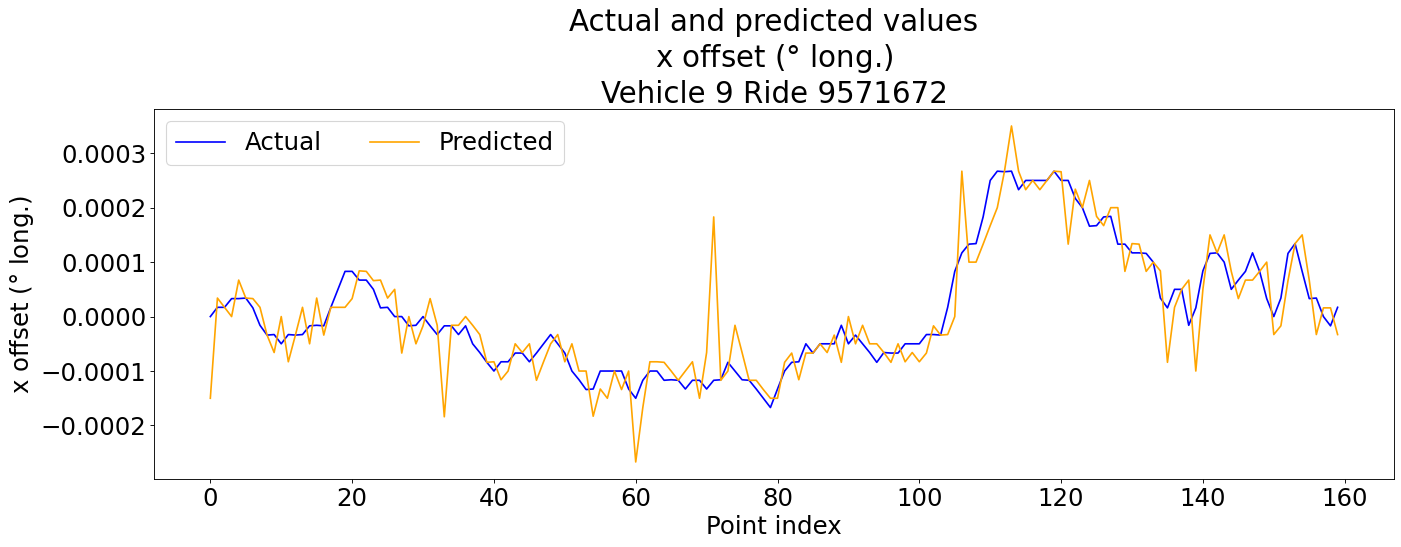 Actual and predicted values
x offset (° long.)
Vehicle 9 Ride 9571672
Actual
Predicted
x offset (° long.)
0.0003
0.0002
0.0001
0.0000
−0.0001
−0.0002
0 20 40 60 80 100 120 140 160
Point index